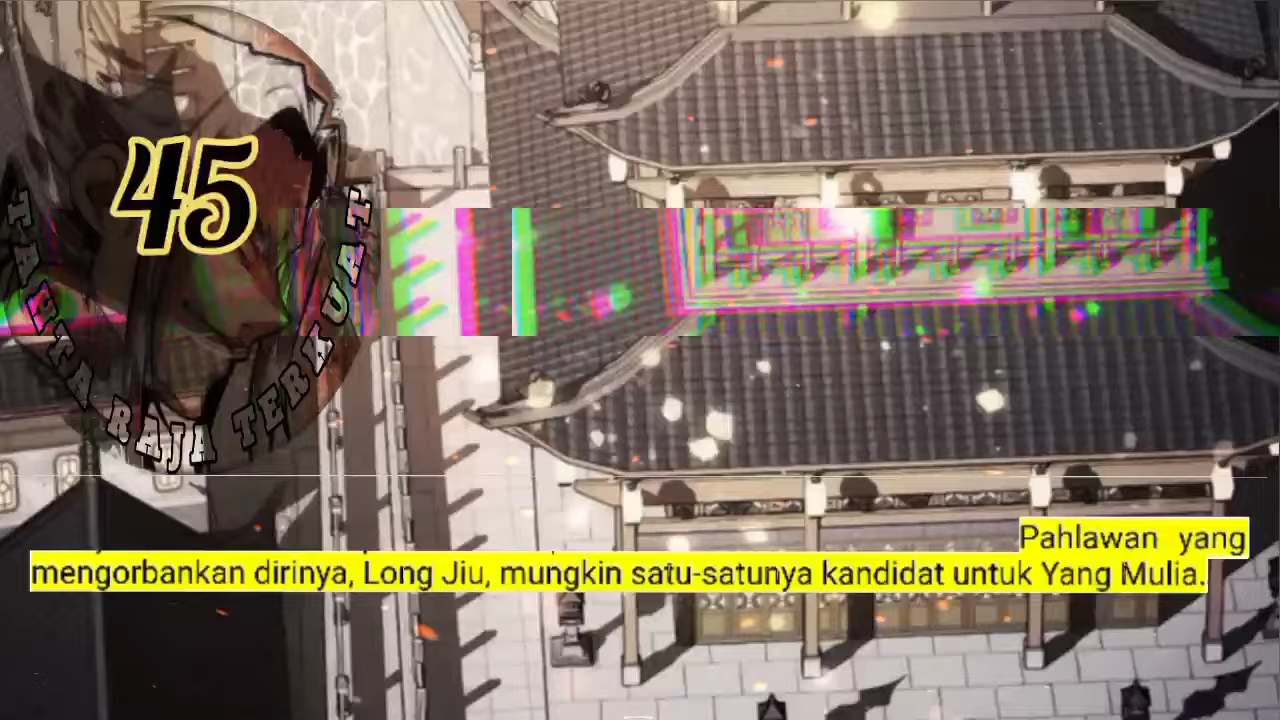 45
TAHTA RAJA TERKUAT
Pahlawan yang
mengorbankan dirinya, Long Jiu, mungkin satu-satunya kandidat untuk Yang Mulia.